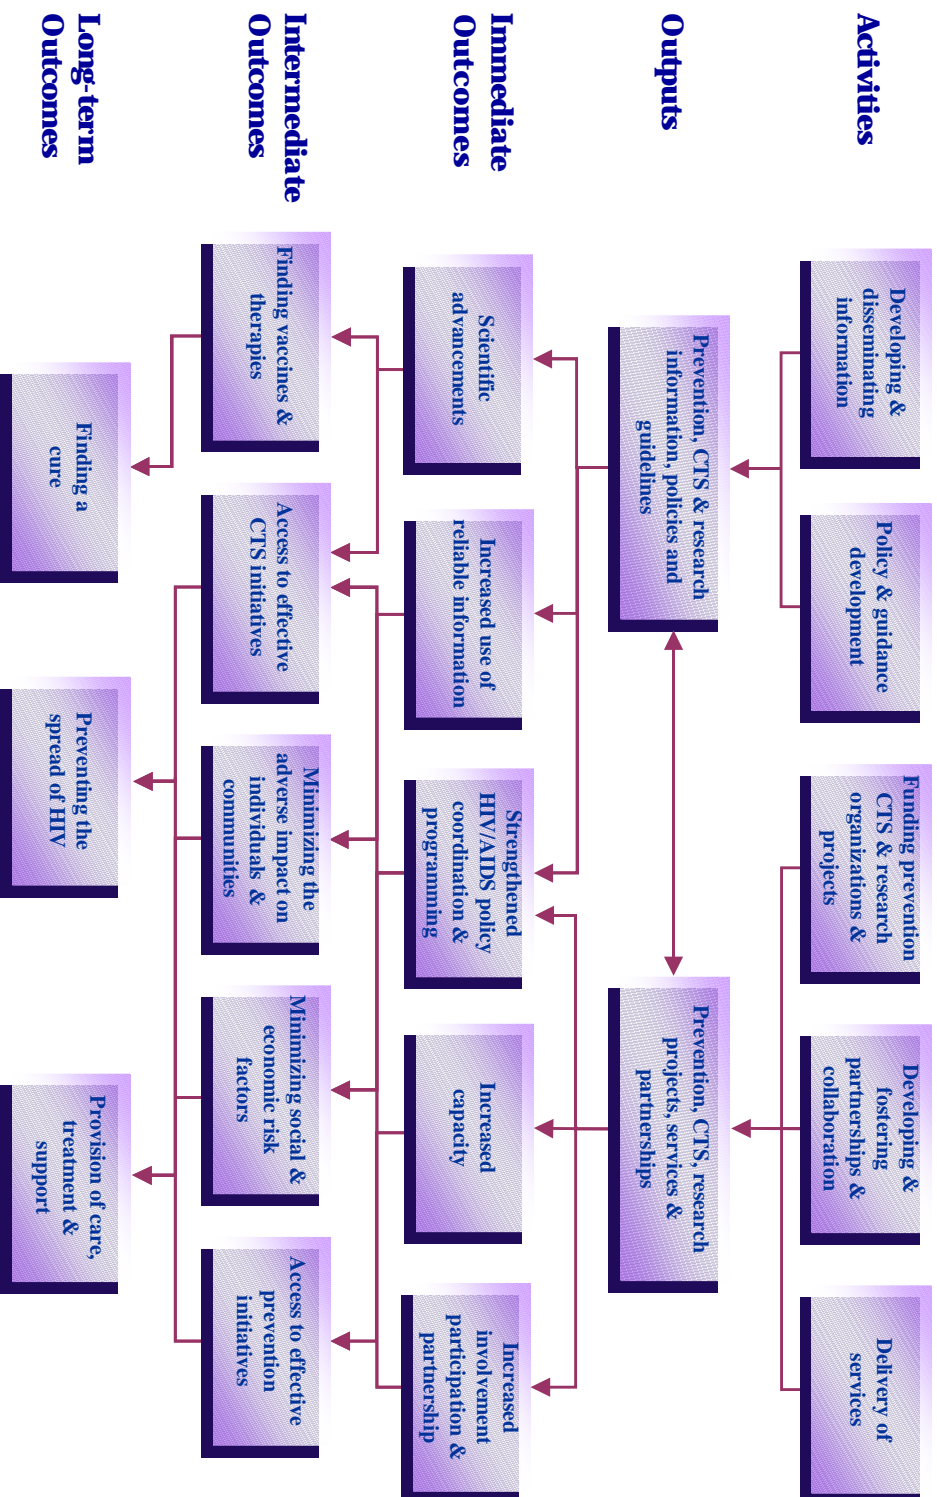 Activities
Developing &
disseminating
information
Policy & guidance
development
Funding prevention
CTS & research
organizations &
projects
Developing &
fostering
partnerships &
collaboration
Delivery of
services
Outputs
Prevention, CTS & research
information, policies and
guidelines
Prevention, CTS, research
projects, services &
partnerships
Immediate
Outcomes
Scientific
advancements
Increased use of
reliable information
Strengthened
HIV/AIDS policy
coordination &
programming
Increased
capacity
Increased
involvement
participation &
partnership
Intermediate
Outcomes
Finding vaccines &
therapies
Access to effective
CTS initiatives
Minimizing the
adverse impact on
individuals &
communities
Minimizing social &
economic risk
factors
Access to effective
prevention
initiatives
Long-term
Outcomes
Finding a
cure
Preventing the
spread of HIV
Provision of care,
treatment &
support